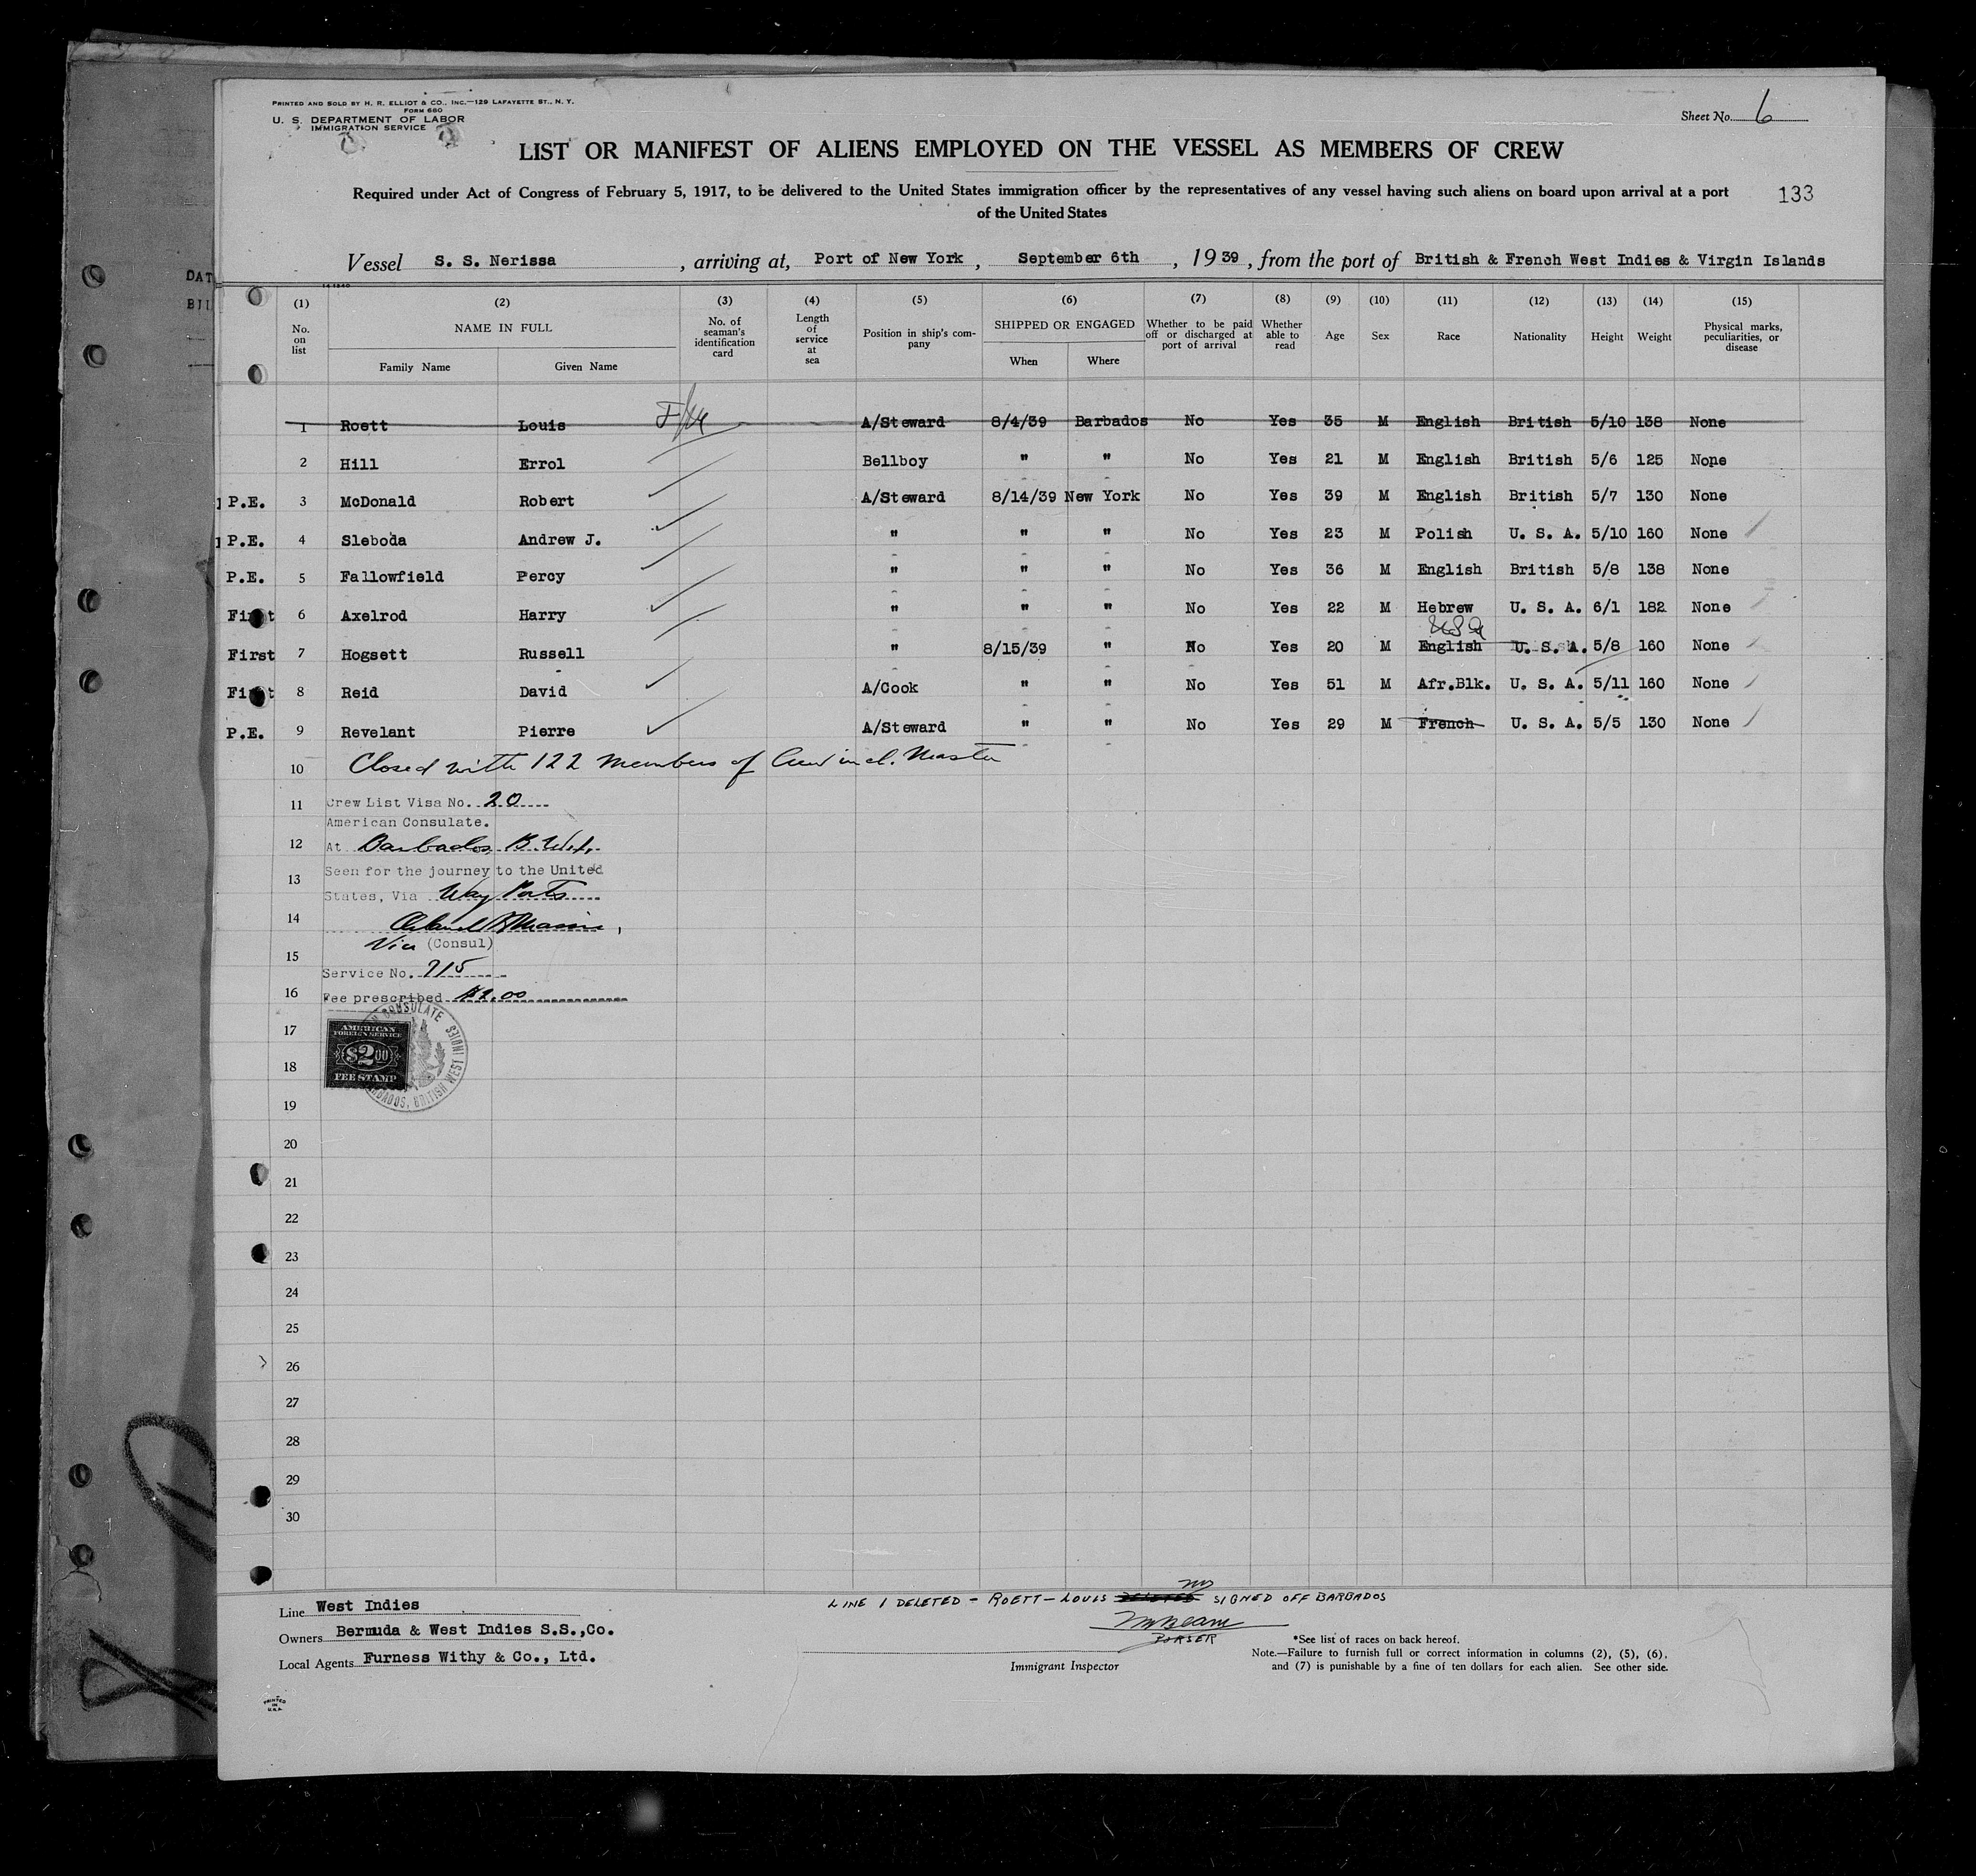 PRINTED AND SOLD BY H. R. ELLIOT & CO., INC.—129 LAFAYETTE ST., N. Y.
FORM 680
U. S. DEPARTMENT OF LABOR
IMMIGRATION SERVICE
Sheet No. 6
LIST OR MANIFEST OF ALIENS EMPLOYED ON THE VESSEL AS MEMBERS OF CREW
Required under Act of Congress of February 5, 1917, to be delivered to the United States immigration officer by the representatives of any vessel having such aliens on board upon arrival at a port
of the United States
133
Vessel S. S. Nerissa, arriving at, Port of New York, September 6th, 1939, from the port of British & French West Indies & Virgin Islands
DAT
(1) (2) (3) (4) (5) (6) (7) (8) (9) (10) (11) (12) (13) (14) (15)
No. on list NAME IN FULL No. of seaman's identification card Length of service at sea Position in ship's company SHIPPED OR ENGAGED Whether to be paid off or discharged at port of arrival Whether able to read Age Sex Race Nationality Height Weight Physical marks, peculiarities, or disease
Family Name Given Name When Where
1 Roett Louis A/Steward 8/4/39 Barbados No Yes 35 M English British 5/10 138 None
2 Hill Errol Bellboy " " No Yes 21 M English British 5/6 125 None
P.E. 3 McDonald Robert A/Steward 8/14/39 New York No Yes 39 M English British 5/7 130 None
P.E. 4 Sleboda Andrew J. " " " No Yes 23 M Polish U. S. A. 5/10 160 None
P.E. 5 Fallowfield Percy " " " No Yes 36 M English British 5/8 138 None
First 6 Axelrod Harry " " " No Yes 22 M Hebrew U. S. A. 6/1 182 None
USA
First 7 Hogsett Russell " 8/15/39 " No Yes 20 M English U. S. A. 5/8 160 None
First 8 Reid David A/Cook " " No Yes 51 M Afr.Blk. U. S. A. 5/11 160 None
P.E. 9 Revelant Pierre A/Steward " " No Yes 29 M French U. S. A. 5/5 130 None
10 Closed with 122 members of Crew incl. Master
11 Crew List Visa No. 20
American Consulate.
12 At Barbados, B.W.I.
13 Seen for the journey to the United
States, Via Way Ports
14
Vice (Consul)
15
Service No. 715
16 Fee prescribed $2.00
17
AMERICAN
FOREIGN SERVICE
$2.00
FEE STAMP
CONSULATE
BARBADOS, BRITISH WEST INDIES
18
19
20
21
22
23
24
25
26
27
28
29
30
LINE 1 DELETED - ROETT - LOUIS SIGNED OFF BARBADOS
PURSER
Line West Indies
Owners Bermuda & West Indies S.S.,Co.
Local Agents Furness Withy & Co., Ltd.
Immigrant Inspector
*See list of races on back hereof.
Note.—Failure to furnish full or correct information in columns (2), (5), (6),
and (7) is punishable by a fine of ten dollars for each alien. See other side.
PRINTED
IN
U.S.A.